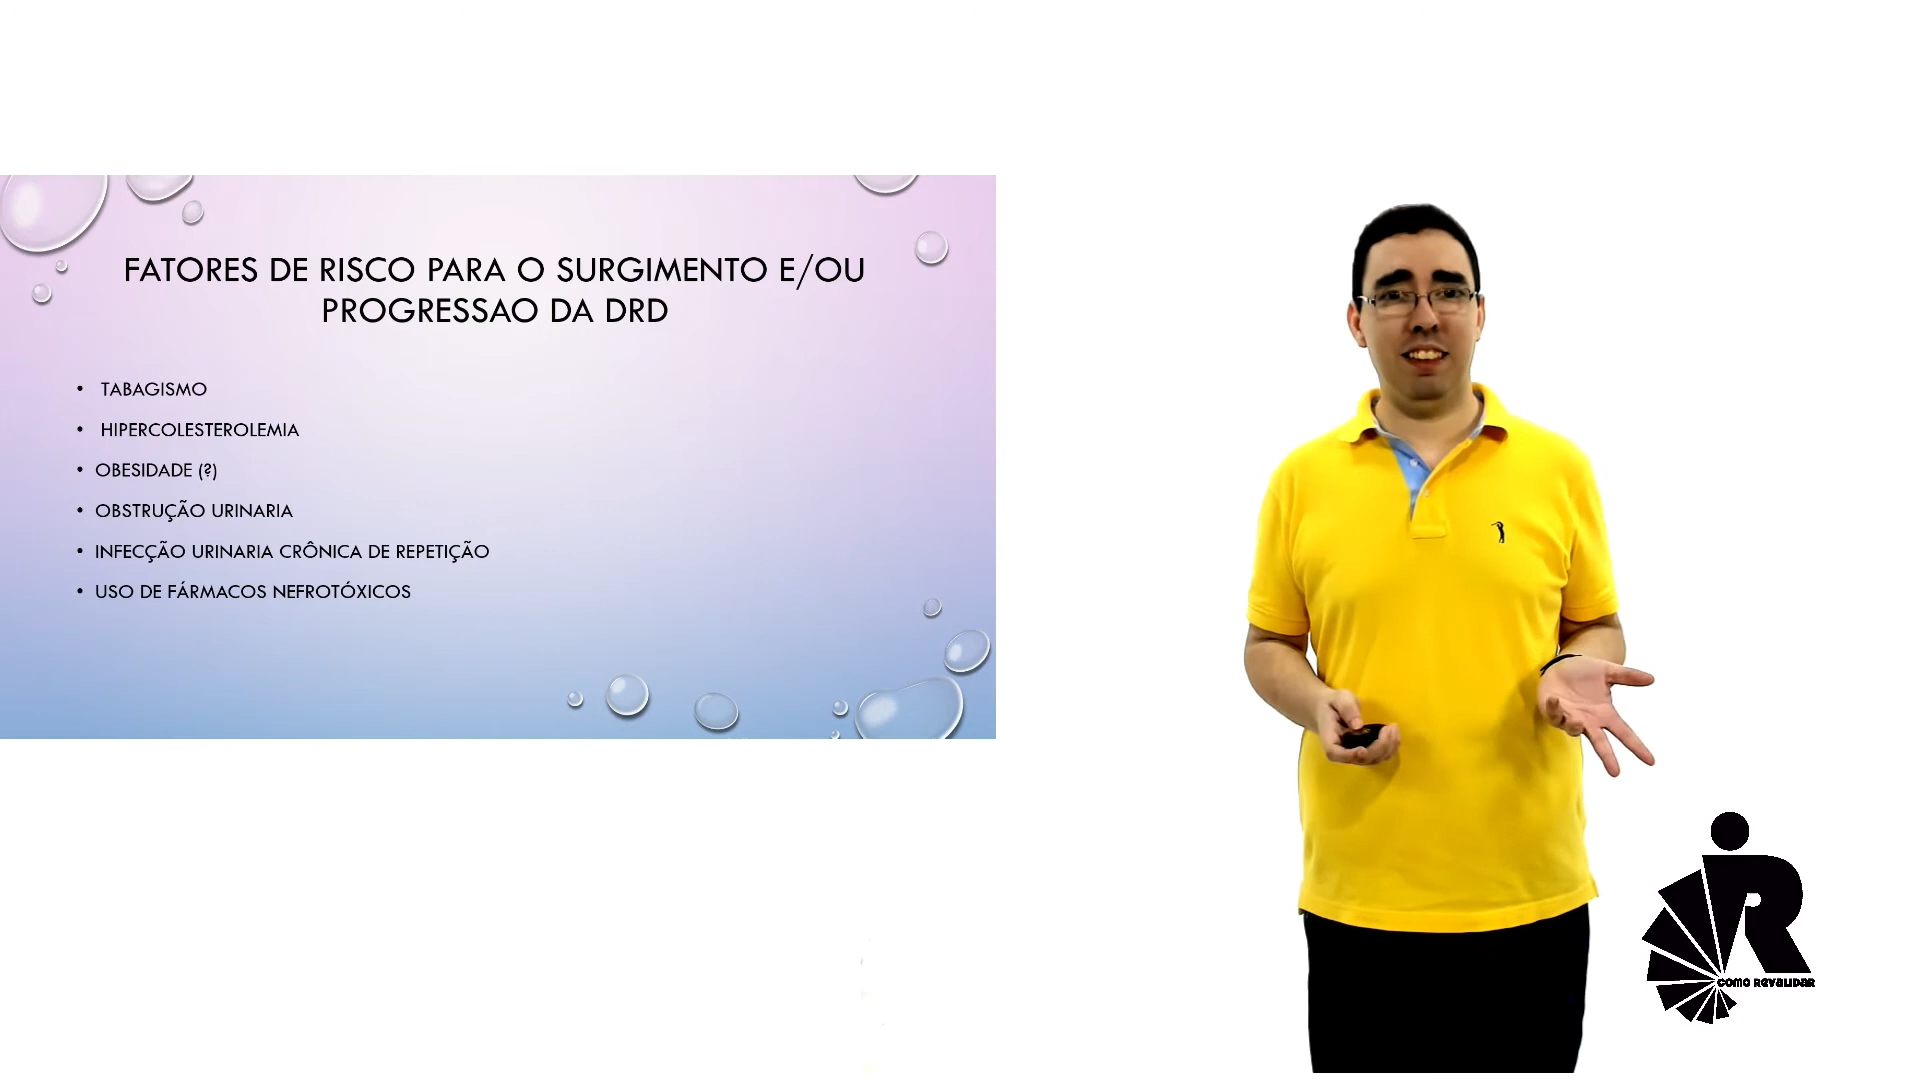 FATORES DE RISCO PARA O SURGIMENTO E/OU
PROGRESSAO DA DRD
• TABAGISMO
• HIPERCOLESTEROLEMIA
• OBESIDADE (?)
• OBSTRUÇÃO URINARIA
• INFECÇÃO URINARIA CRÔNICA DE REPETIÇÃO
• USO DE FÁRMACOS NEFROTÓXICOS
R
COMO REVALIDAR